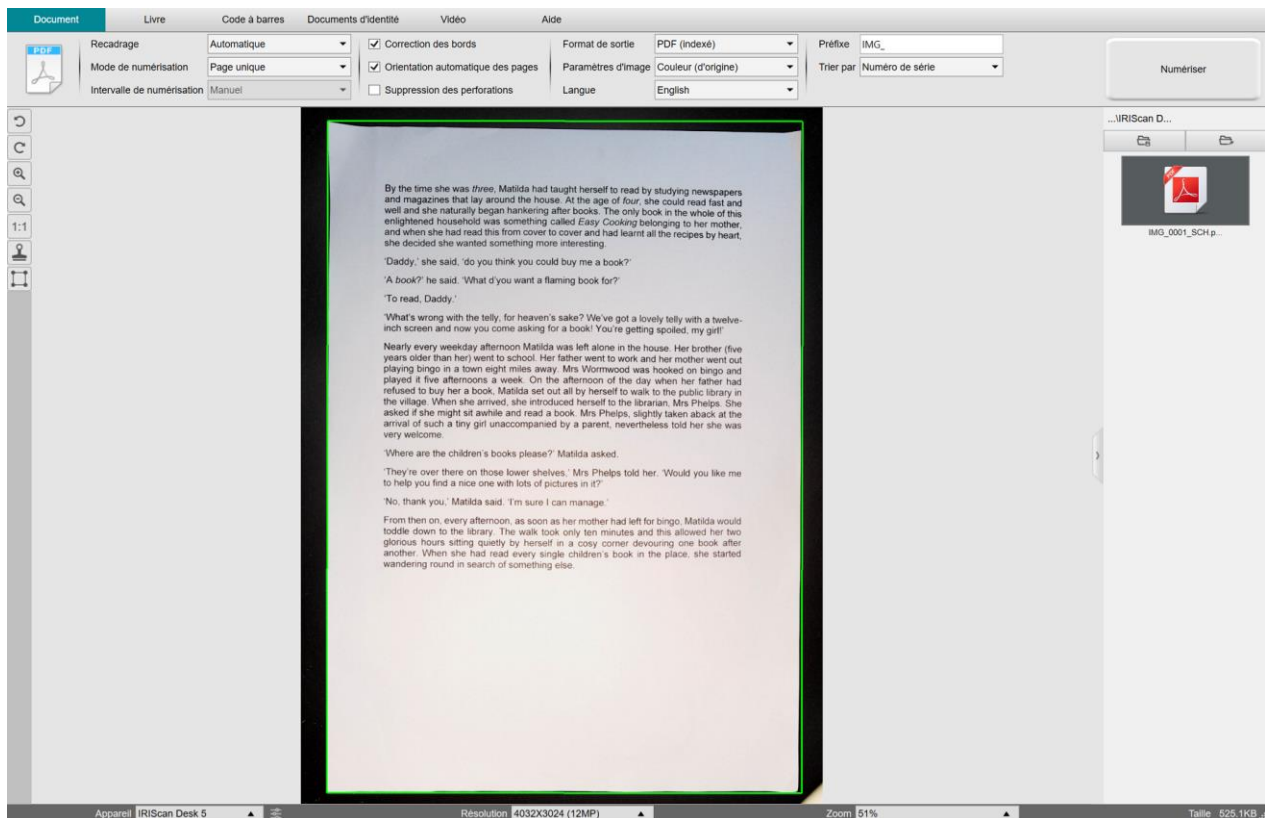 Document Livre Code à barres Documents d'identité Vidéo Aide
PDF
Recadrage Automatique
Mode de numérisation Page unique
Intervalle de numérisation Manuel
Correction des bords
Orientation automatique des pages
Suppression des perforations
Format de sortie PDF (indexé)
Paramètres d'image Couleur (d'origine)
Langue English
Préfixe IMG_
Trier par Numéro de série
Numériser
1:1
By the time she was three, Matilda had taught herself to read by studying newspapers
and magazines that lay around the house. At the age of four, she could read fast and
well and she naturally began hankering after books. The only book in the whole of this
enlightened household was something called Easy Cooking belonging to her mother,
and when she had read this from cover to cover and had learnt all the recipes by heart,
she decided she wanted something more interesting.
'Daddy,' she said, 'do you think you could buy me a book?'
'A book?' he said. 'What d'you want a flaming book for?'
'To read, Daddy.'
'What's wrong with the telly, for heaven's sake? We've got a lovely telly with a twelve-
inch screen and now you come asking for a book! You're getting spoiled, my girl!'
Nearly every weekday afternoon Matilda was left alone in the house. Her brother (five
years older than her) went to school. Her father went to work and her mother went out
playing bingo in a town eight miles away. Mrs Wormwood was hooked on bingo and
played it five afternoons a week. On the afternoon of the day when her father had
refused to buy her a book, Matilda set out all by herself to walk to the public library in
the village. When she arrived, she introduced herself to the librarian, Mrs Phelps. She
asked if she might sit awhile and read a book. Mrs Phelps, slightly taken aback at the
arrival of such a tiny girl unaccompanied by a parent, nevertheless told her she was
very welcome.
'Where are the children's books please?' Matilda asked.
'They're over there on those lower shelves,' Mrs Phelps told her. 'Would you like me
to help you find a nice one with lots of pictures in it?'
'No, thank you,' Matilda said. 'I'm sure I can manage.'
From then on, every afternoon, as soon as her mother had left for bingo, Matilda would
toddle down to the library. The walk took only ten minutes and this allowed her two
glorious hours sitting quietly by herself in a cosy corner devouring one book after
another. When she had read every single children's book in the place, she started
wandering round in search of something else.
...\IRIScan D...
IMG_0001_SCH.p...
Appareil IRIScan Desk 5 Résolution 4032X3024 (12MP) Zoom 51% Taille 525.1KB